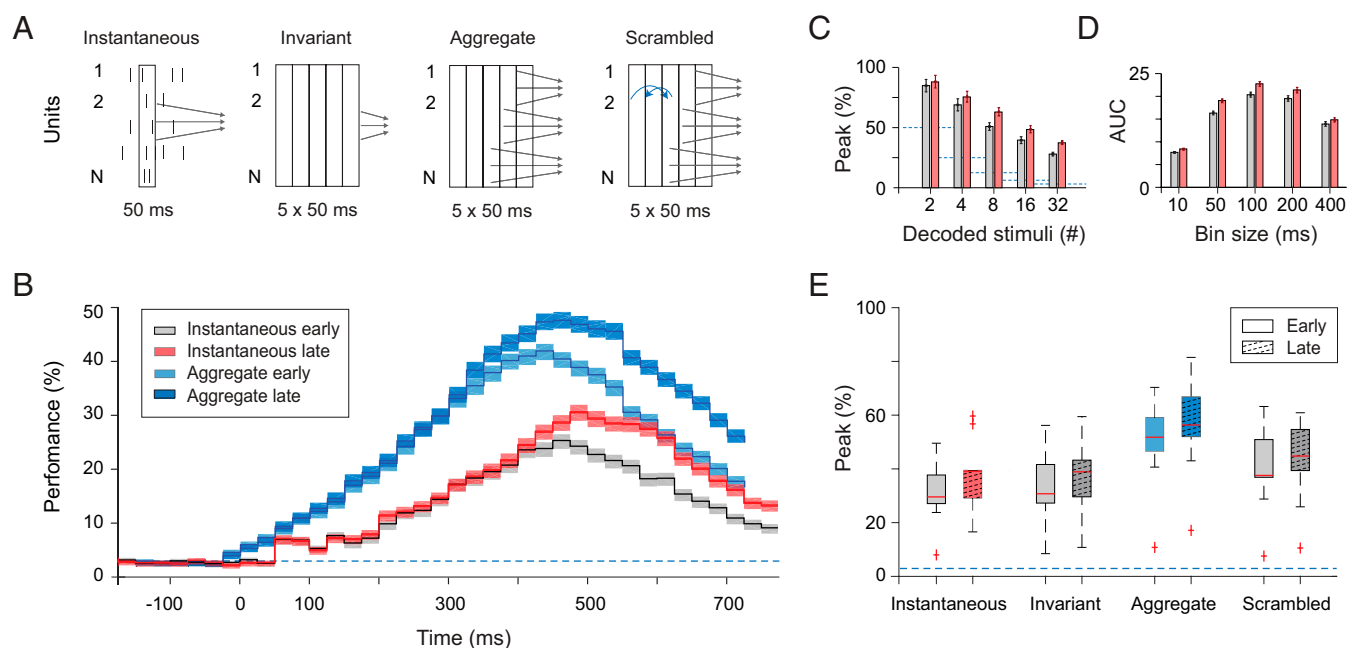 A
Instantaneous
Invariant
Aggregate
Scrambled
Units
1
2
N
1
2
N
1
2
N
1
2
N
50 ms
5 x 50 ms
5 x 50 ms
5 x 50 ms
C
Peak (%)
100
50
0
2 4 8 16 32
Decoded stimuli (#)
D
AUC
25
0
10 50 100 200 400
Bin size (ms)
B
Perfomance (%)
50
40
30
20
10
0
Instantaneous early
Instantaneous late
Aggregate early
Aggregate late
-100 0 100 300 500 700
Time (ms)
E
Peak (%)
100
60
20
0
Early
Late
Instantaneous Invariant Aggregate Scrambled